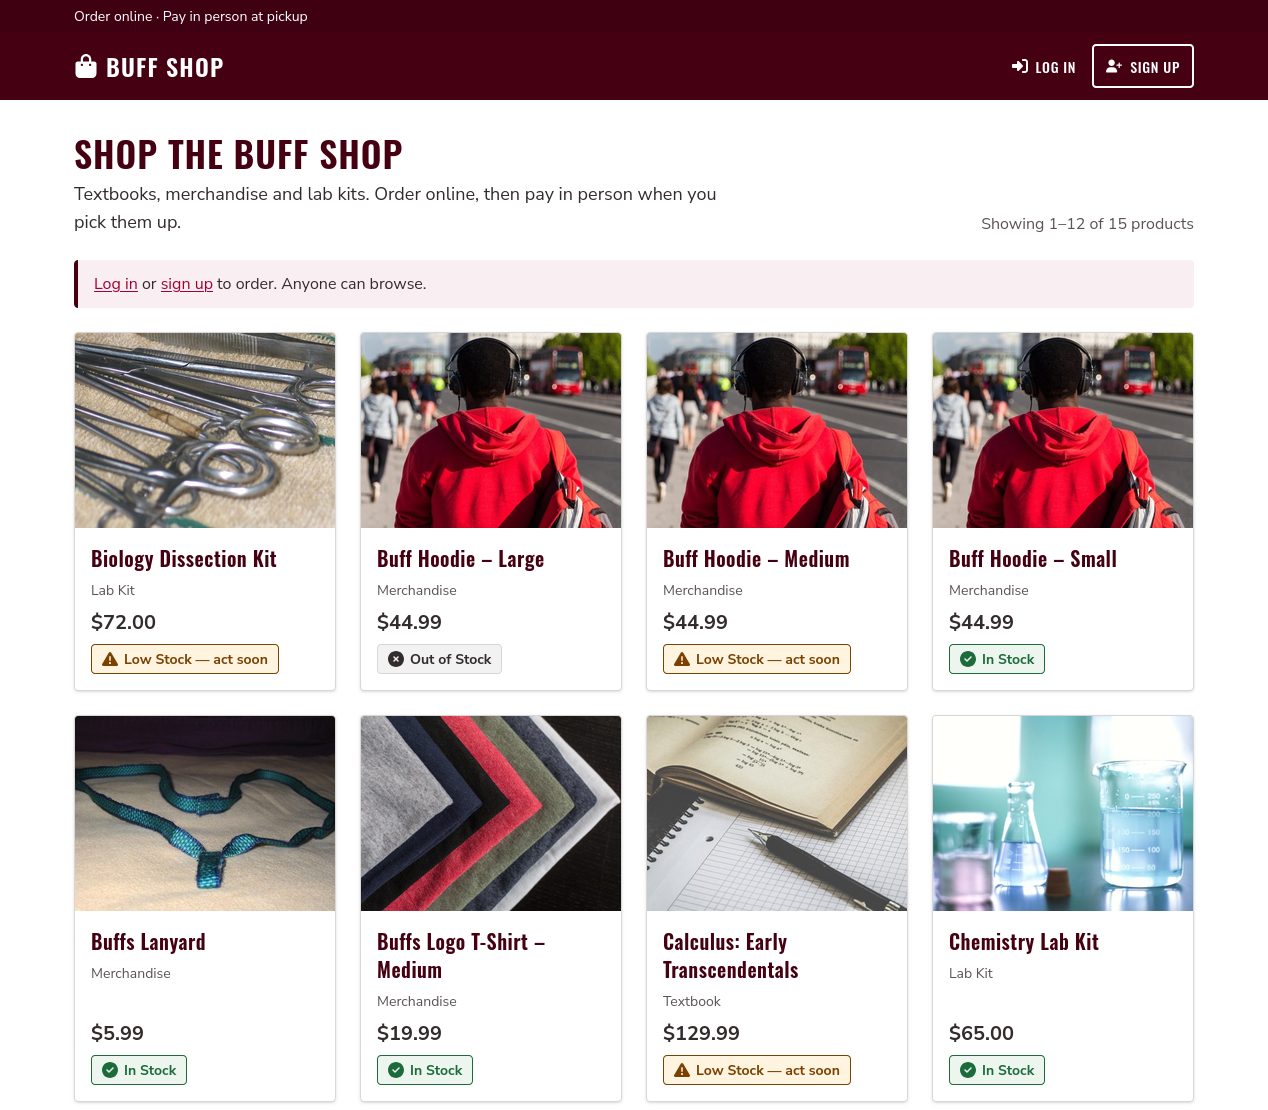 Order online · Pay in person at pickup
BUFF SHOP
LOG IN
SIGN UP
SHOP THE BUFF SHOP
Textbooks, merchandise and lab kits. Order online, then pay in person when you
pick them up.
Showing 1–12 of 15 products
Log in or sign up to order. Anyone can browse.
Biology Dissection Kit
Lab Kit
$72.00
Low Stock — act soon
Buff Hoodie – Large
Merchandise
$44.99
Out of Stock
Buff Hoodie – Medium
Merchandise
$44.99
Low Stock — act soon
Buff Hoodie – Small
Merchandise
$44.99
In Stock
Buffs Lanyard
Merchandise
$5.99
In Stock
Buffs Logo T-Shirt –
Medium
Merchandise
$19.99
In Stock
Calculus: Early
Transcendentals
Textbook
$129.99
Low Stock — act soon
250
200
150
100
50
Chemistry Lab Kit
Lab Kit
$65.00
In Stock